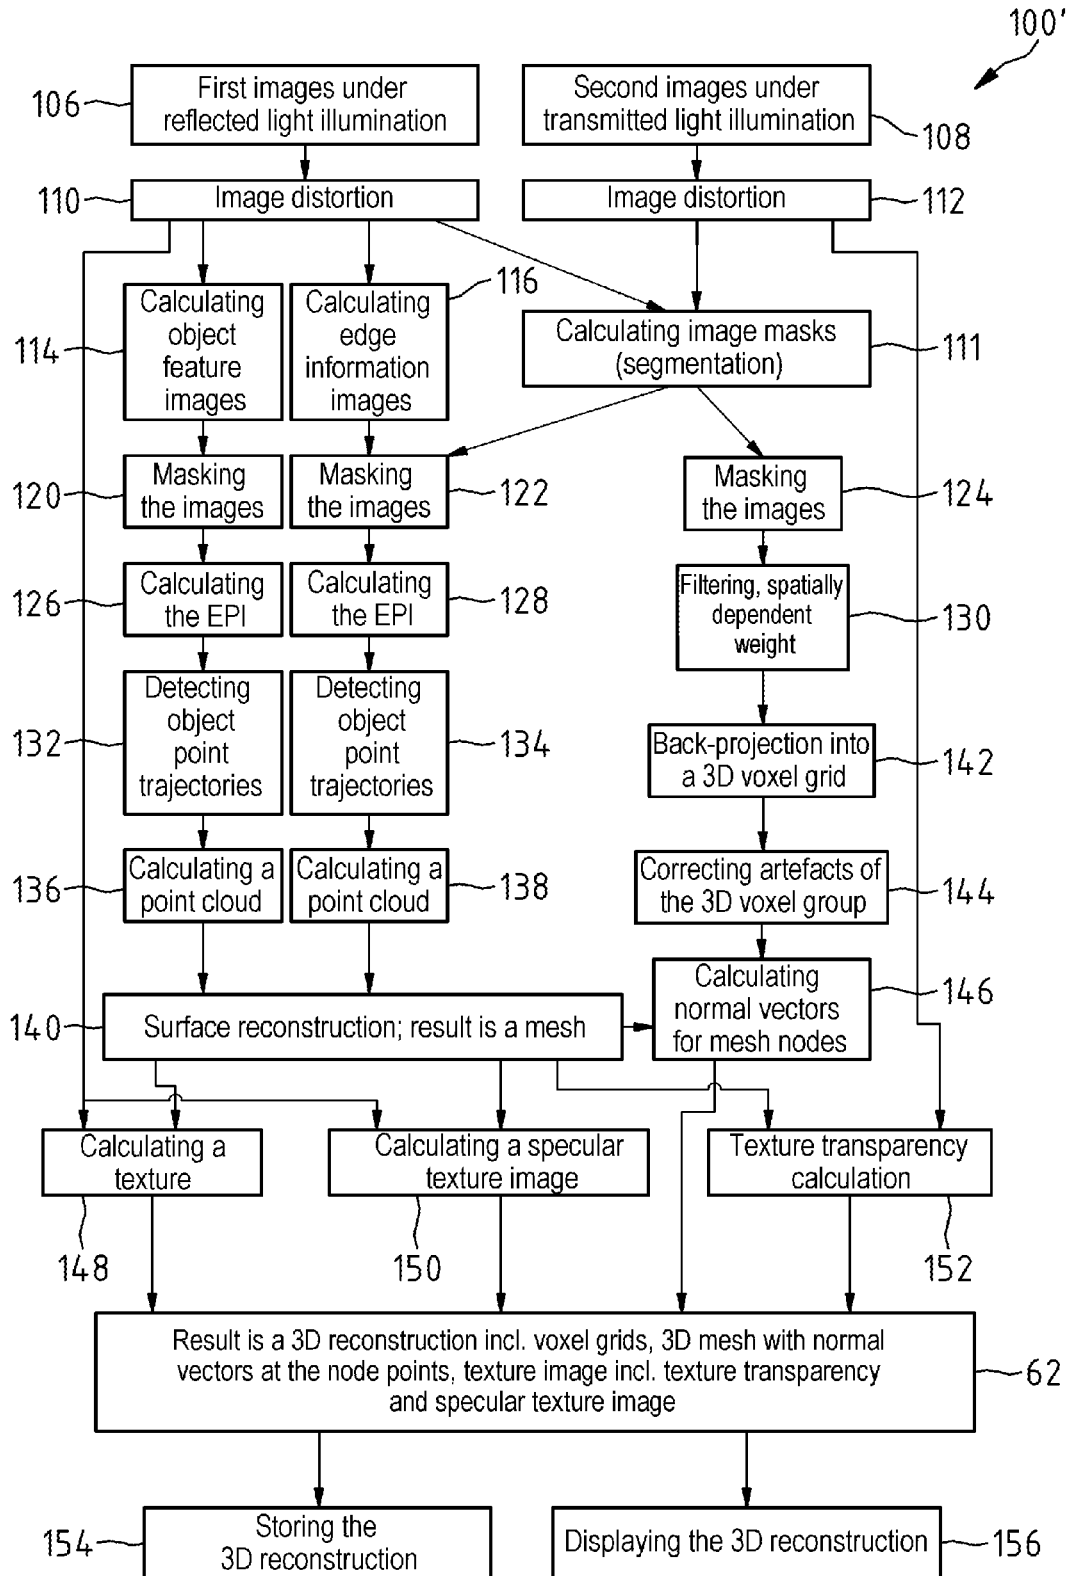 100'
First images under
reflected light illumination
106
Second images under
transmitted light illumination
108
110
Image distortion
Image distortion
112
114
Calculating
object
feature
images
Calculating
edge
information
images
116
Calculating image masks
(segmentation)
111
120
Masking
the images
Masking
the images
122
Masking
the images
124
126
Calculating
the EPI
Calculating
the EPI
128
Filtering, spatially
dependent
weight
130
132
Detecting
object
point
trajectories
Detecting
object
point
trajectories
134
Back-projection into
a 3D voxel grid
142
136
Calculating a
point cloud
Calculating a
point cloud
138
Correcting artefacts of
the 3D voxel group
144
140
Surface reconstruction; result is a mesh
Calculating
normal vectors
for mesh nodes
146
Calculating a
texture
148
Calculating a specular
texture image
150
Texture transparency
calculation
152
Result is a 3D reconstruction incl. voxel grids, 3D mesh with normal
vectors at the node points, texture image incl. texture transparency
and specular texture image
62
154
Storing the
3D reconstruction
Displaying the 3D reconstruction
156